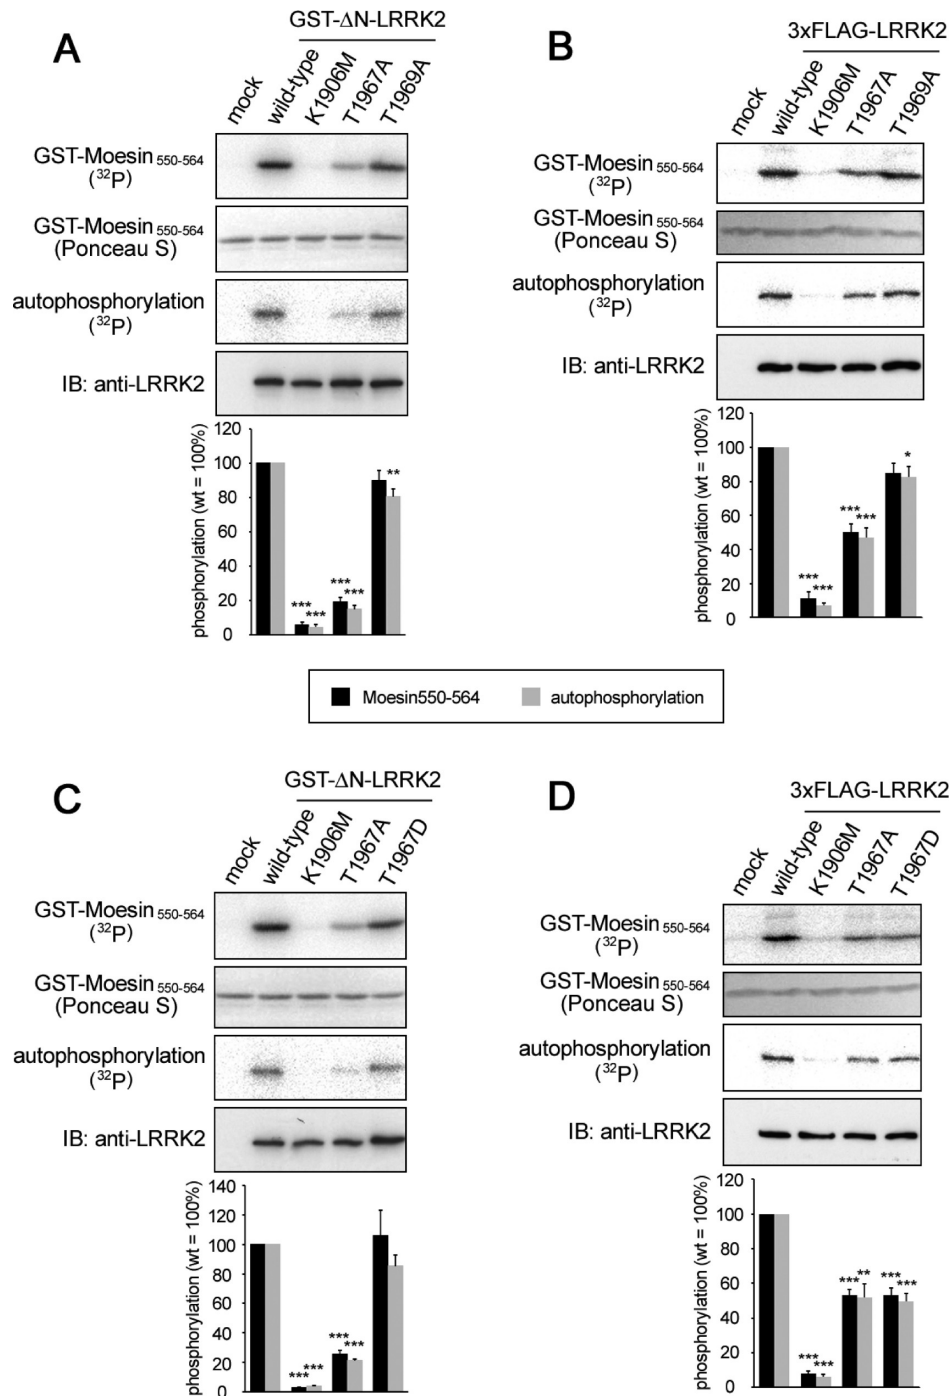 A
GST-ΔN-LRRK2
mock
wild-type
K1906M
T1967A
T1969A
GST-Moesin 550-564
(32P)
GST-Moesin 550-564
(Ponceau S)
autophosphorylation
(32P)
IB: anti-LRRK2
phosphorylation (wt = 100%)
120
100
80
60
40
20
0
*** ***
*** ***
**
B
3xFLAG-LRRK2
mock
wild-type
K1906M
T1967A
T1969A
GST-Moesin 550-564
(32P)
GST-Moesin 550-564
(Ponceau S)
autophosphorylation
(32P)
IB: anti-LRRK2
phosphorylation (wt = 100%)
120
100
80
60
40
20
0
*** ***
*** ***
*
Moesin550-564
autophosphorylation
C
GST-ΔN-LRRK2
mock
wild-type
K1906M
T1967A
T1967D
GST-Moesin 550-564
(32P)
GST-Moesin 550-564
(Ponceau S)
autophosphorylation
(32P)
IB: anti-LRRK2
phosphorylation (wt = 100%)
140
120
100
80
60
40
20
0
*** ***
*** ***
D
3xFLAG-LRRK2
mock
wild-type
K1906M
T1967A
T1967D
GST-Moesin 550-564
(32P)
GST-Moesin 550-564
(Ponceau S)
autophosphorylation
(32P)
IB: anti-LRRK2
phosphorylation (wt = 100%)
120
100
80
60
40
20
0
*** ***
*** **
*** ***